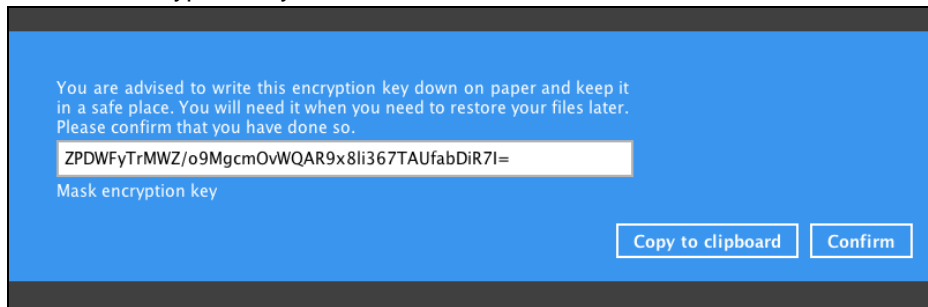 You are advised to write this encryption key down on paper and keep it
in a safe place. You will need it when you need to restore your files later.
Please confirm that you have done so.
ZPDWFyTrMWZ/o9MgcmOvWQAR9x8li367TAUfabDiR7I=
Mask encryption key
Copy to clipboard
Confirm